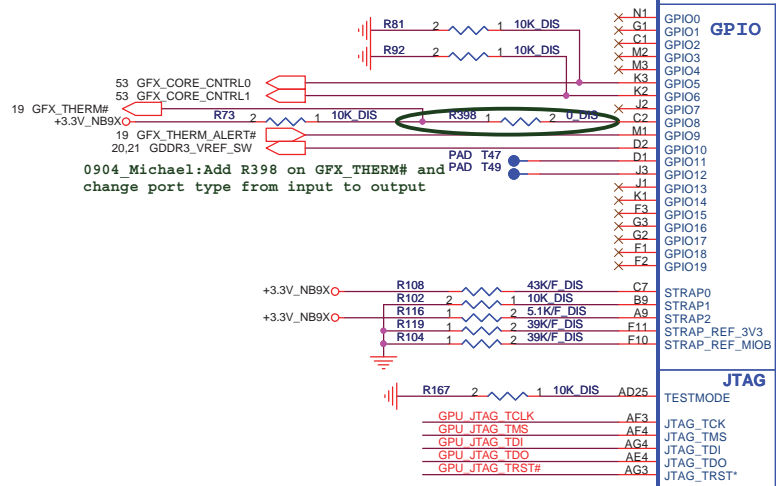 N1 GPIO0 GPIO
R81 2 1 10K_DIS G1 GPIO1
C1 GPIO2
R92 2 1 10K_DIS M2 GPIO3
M3 GPIO4
53 GFX_CORE_CNTRL0 K3 GPIO5
53 GFX_CORE_CNTRL1 K2 GPIO6
19 GFX_THERM# J2 GPIO7
+3.3V_NB9X R73 2 1 10K_DIS R398 1 2 0_DIS C2 GPIO8
19 GFX_THERM_ALERT# M1 GPIO9
20,21 GDDR3_VREF_SW D2 GPIO10
PAD T47 D1 GPIO11
PAD T49 J3 GPIO12
0904_Michael:Add R398 on GFX_THERM# and
change port type from input to output
J1 GPIO13
K1 GPIO14
F3 GPIO15
G3 GPIO16
G2 GPIO17
F1 GPIO18
F2 GPIO19
+3.3V_NB9X R108 1 2 43K/F_DIS C7 STRAP0
R102 2 1 10K_DIS B9 STRAP1
+3.3V_NB9X R116 1 2 5.1K/F_DIS A9 STRAP2
R119 1 2 39K/F_DIS F11 STRAP_REF_3V3
R104 1 2 39K/F_DIS F10 STRAP_REF_MIOB
JTAG
R167 2 1 10K_DIS AD25 TESTMODE
GPU_JTAG_TCLK AF3 JTAG_TCK
GPU_JTAG_TMS AF4 JTAG_TMS
GPU_JTAG_TDI AG4 JTAG_TDI
GPU_JTAG_TDO AE4 JTAG_TDO
GPU_JTAG_TRST# AG3 JTAG_TRST*